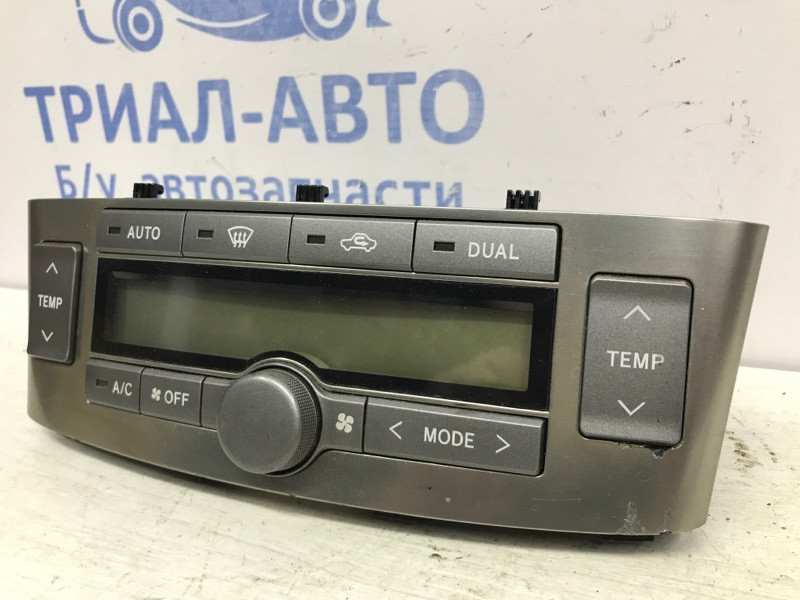 ТРИАЛ-АВТО
Б/у автозапчасти
AUTO
DUAL
TEMP
TEMP
A/C
OFF
< MODE >